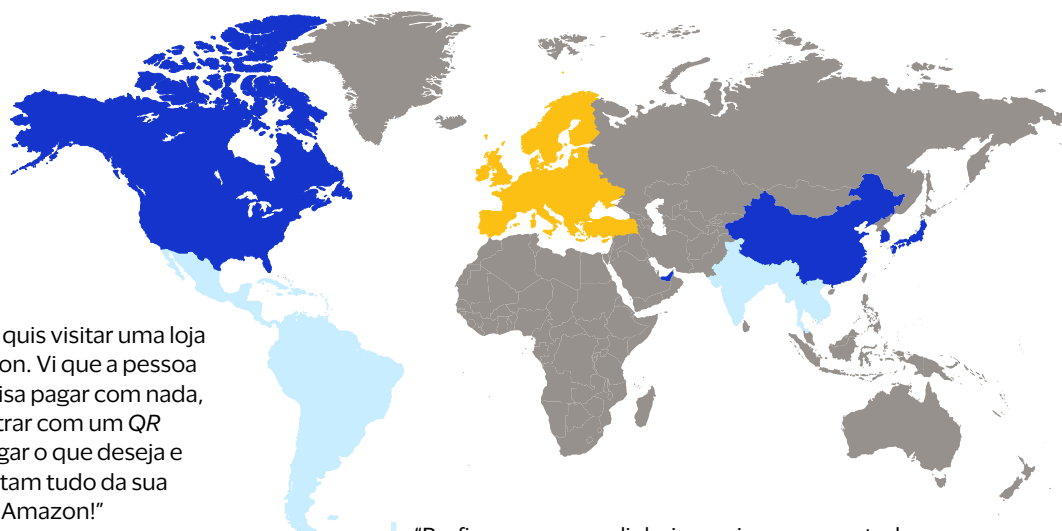 quis visitar uma loja
on. Vi que a pessoa
isa pagar com nada,
trar com um QR
gar o que deseja e
tam tudo da sua
Amazon!”